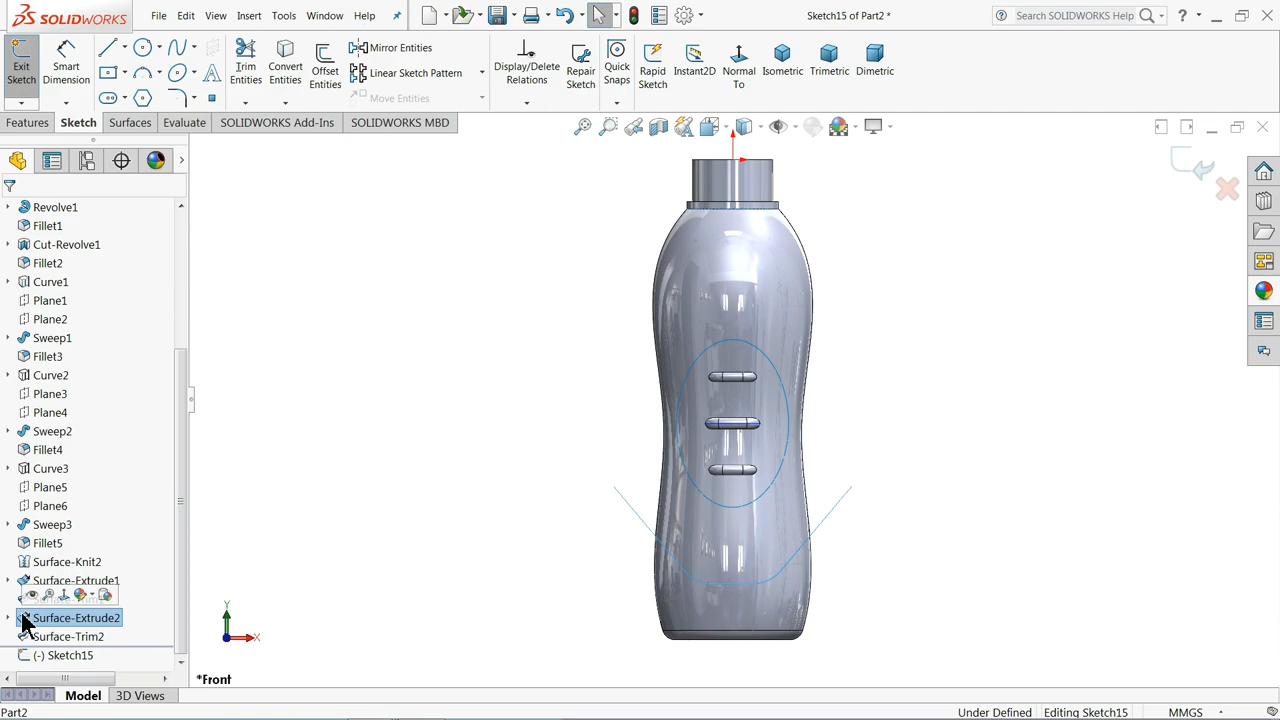 SOLIDWORKS
File Edit View Insert Tools Window Help
Sketch15 of Part2 *
Search SOLIDWORKS Help
Exit Sketch
Smart Dimension
Trim Entities
Convert Entities
Offset Entities
Mirror Entities
Linear Sketch Pattern
Move Entities
Display/Delete Relations
Repair Sketch
Quick Snaps
Rapid Sketch
Instant2D
Normal To
Isometric
Trimetric
Dimetric
Features Sketch Surfaces Evaluate SOLIDWORKS Add-Ins SOLIDWORKS MBD
Revolve1
Fillet1
Cut-Revolve1
Fillet2
Curve1
Plane1
Plane2
Sweep1
Fillet3
Curve2
Plane3
Plane4
Sweep2
Fillet4
Curve3
Plane5
Plane6
Sweep3
Fillet5
Surface-Knit2
Surface-Extrude1
Surface-Extrude2
Surface-Trim2
(-) Sketch15
Y
X
*Front
Model 3D Views
Part2
Under Defined Editing Sketch15 MMGS